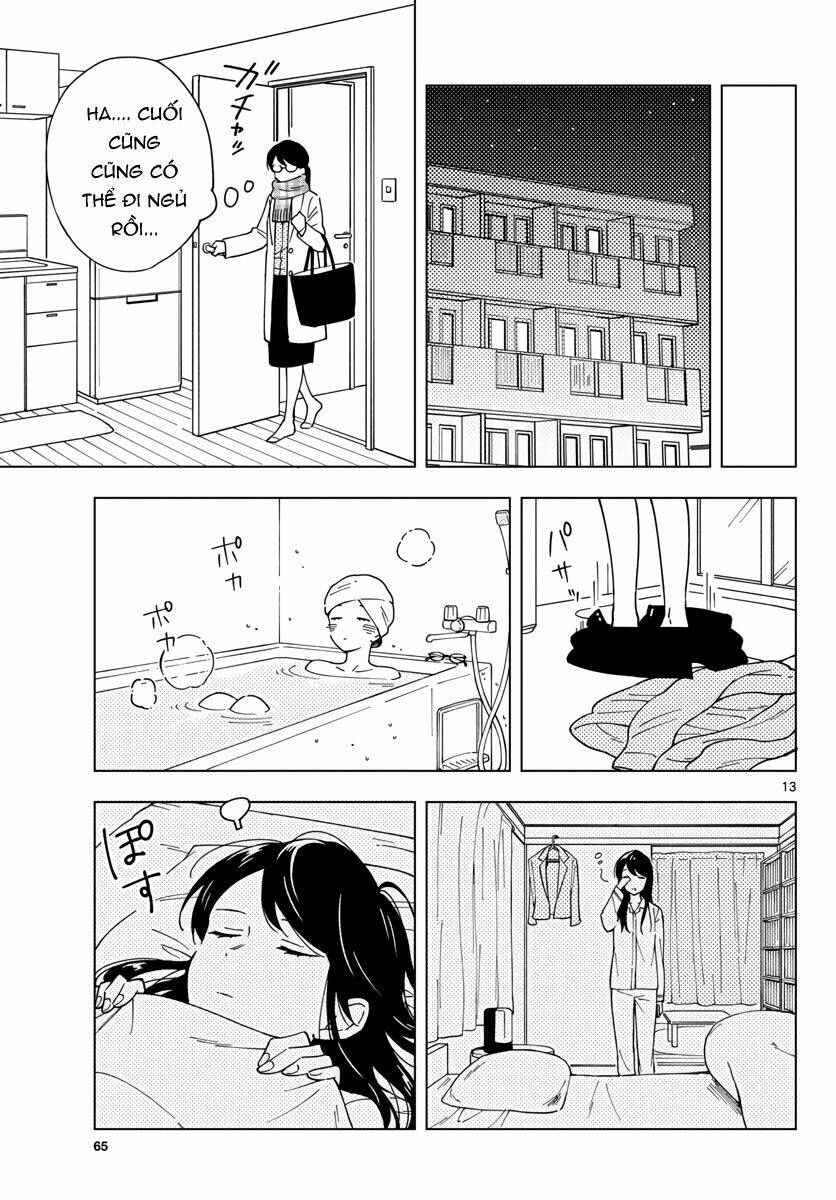 HA.... CUỐI
CŨNG
CŨNG CÓ
THỂ ĐI NGỦ
RỒI...
ガチャッ
パサッ
ポカ
ポカ
13
ぽす
65